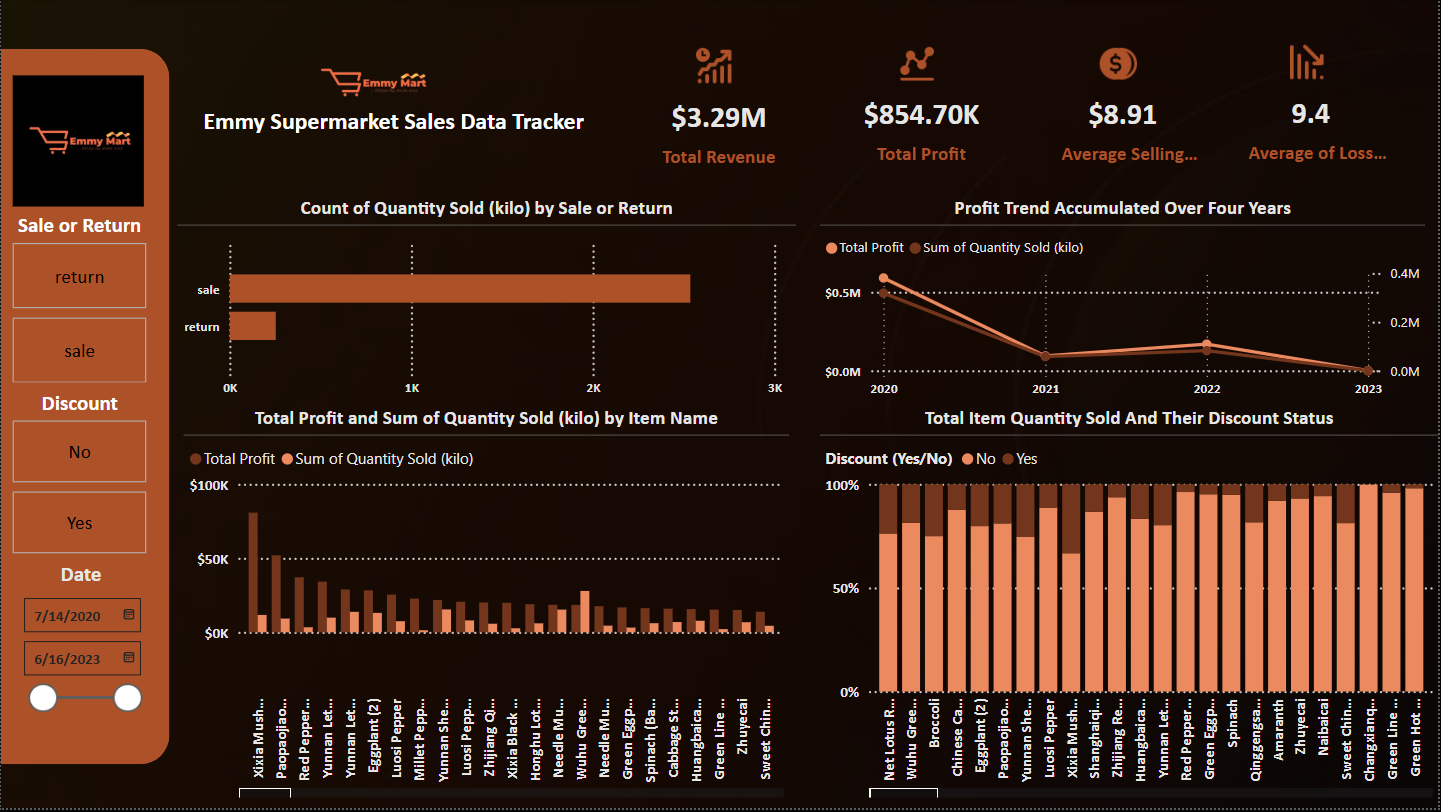 Emmy Mart
Sale or Return
return
sale
Discount
No
Yes
Date
7/14/2020
6/16/2023
Emmy Mart
Emmy Supermarket Sales Data Tracker
$3.29M
Total Revenue
$854.70K
Total Profit
$8.91
Average Selling...
9.4
Average of Loss...
Count of Quantity Sold (kilo) by Sale or Return
sale
return
0K 1K 2K 3K
Profit Trend Accumulated Over Four Years
Total Profit Sum of Quantity Sold (kilo)
$0.5M
$0.0M
0.4M
0.2M
0.0M
2020 2021 2022 2023
Total Profit and Sum of Quantity Sold (kilo) by Item Name
Total Profit Sum of Quantity Sold (kilo)
$100K
$50K
$0K
Xixia Mush...
Paopaojiao...
Red Pepper...
Yunnan Let...
Yunnan Let...
Eggplant (2)
Luosi Pepper
Millet Pepp...
Yunnan She...
Luosi Pepp...
Zhijiang Qi...
Xixia Black ...
Honghu Lot...
Needle Mu...
Wuhu Gree...
Needle Mu...
Green Eggp...
Spinach (Ba...
Cabbage St...
Huangbaica...
Green Line ...
Zhuyecai
Sweet Chin...
Total Item Quantity Sold And Their Discount Status
Discount (Yes/No) No Yes
100%
50%
0%
Net Lotus R...
Wuhu Gree...
Broccoli
Chinese Ca...
Eggplant (2)
Paopaojiao...
Yunnan She...
Luosi Pepper
Xixia Mush...
Shanghaiqi...
Zhijiang Re...
Huangbaica...
Yunnan Let...
Red Pepper...
Green Eggp...
Spinach
Qinggengsa...
Amaranth
Zhuyecai
Naibaicai
Sweet Chin...
Changxianq...
Green Line ...
Green Hot ...